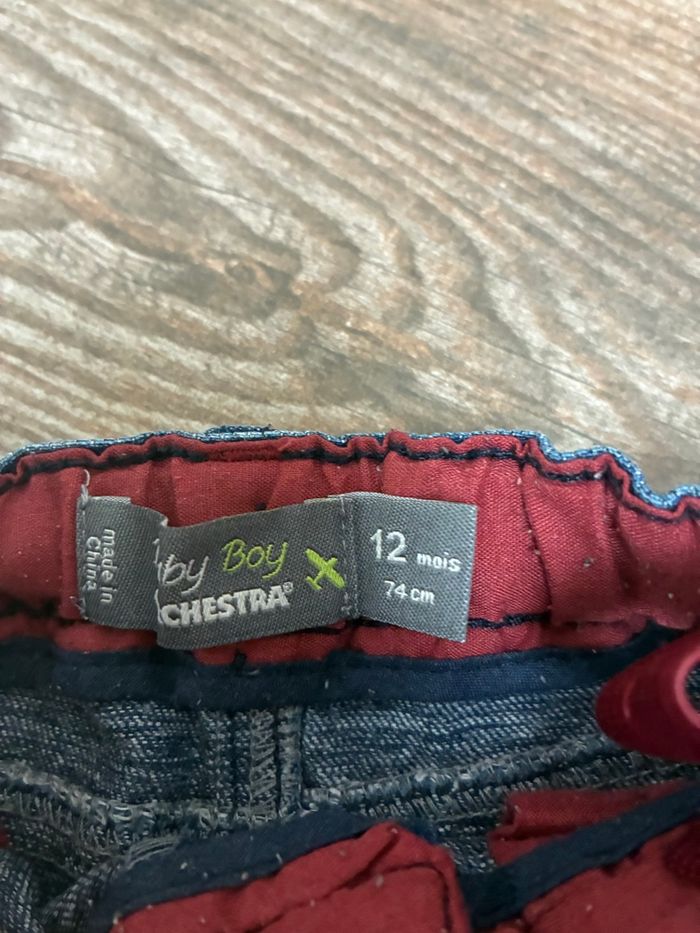 made in
China
by Boy
CHESTRA®
12 mois
74 cm